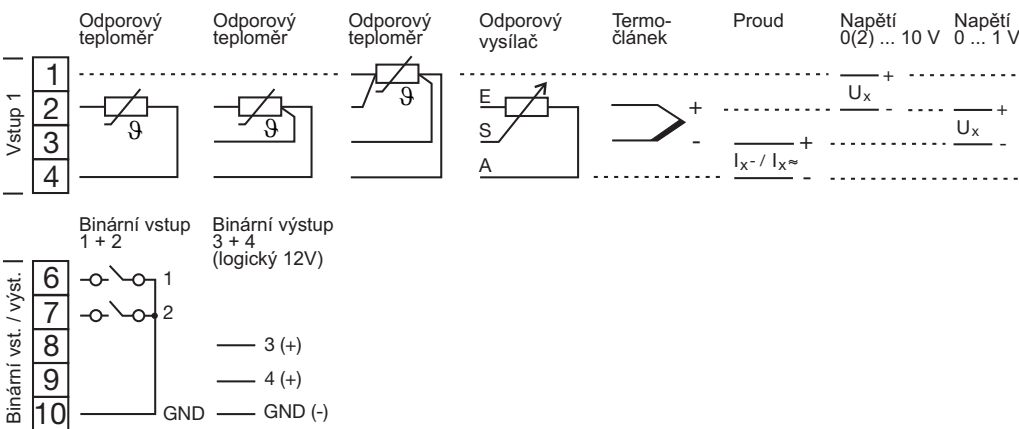 Odporový teploměr
Odporový teploměr
Odporový teploměr
Odporový vysílač
Termo-
článek
Proud
Napětí
0(2) ... 10 V
Napětí
0 ... 1 V
Vstup 1
1
2
3
4
ϑ
ϑ
ϑ
E
S
A
+
-
+
Ix- / Ix≈
-
+
Ux
-
+
Ux
-
Binární vstup
1 + 2
Binární výstup
3 + 4
(logický 12V)
Binární vst. / výst.
6
7
8
9
10
1
2
GND
3 (+)
4 (+)
GND (-)